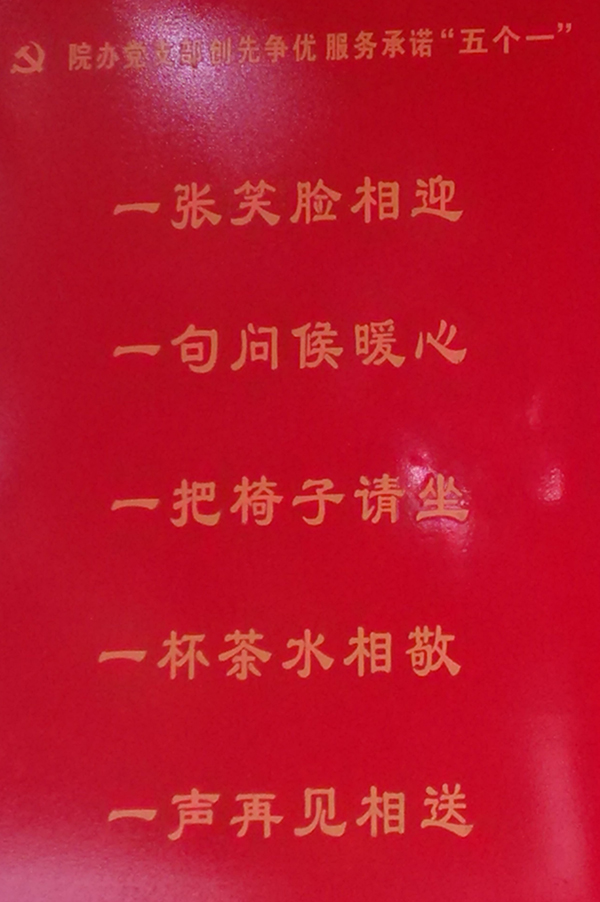 院办党支部创先争优服务承诺“五个一”
一张笑脸相迎
一句问候暖心
一把椅子请坐
一杯茶水相敬
一声再见相送